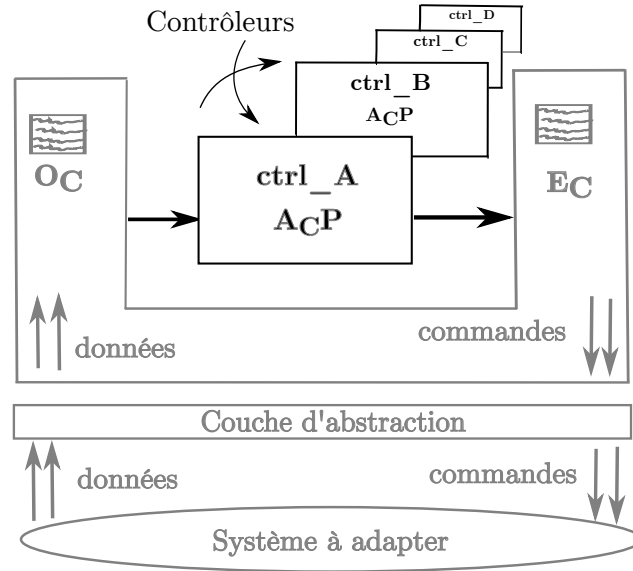 ctrl_D
Contrôleurs
ctrl_C
ctrl_B
ACP
OC
EC
ctrl_A
ACP
données
commandes
Couche d'abstraction
données
commandes
Système à adapter